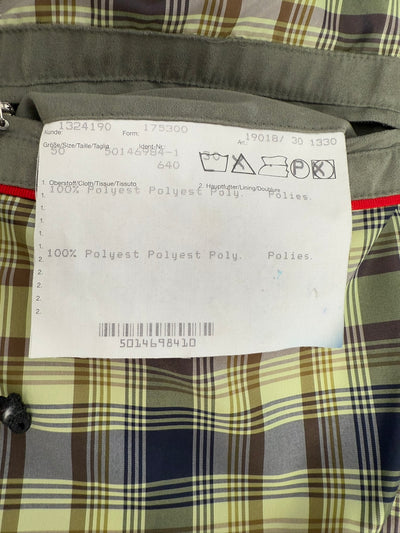 Kunde: 1324190 Form: 175300
Größe/Size/Taille/Taglia Ident-Nr.: Art. 19018/ 30 1330
50 50146984-1
640
30
1. Oberstoff/Cloth/Tissue/Tissuto 2. Hauptfutter/Lining/Doublure
1. 100% Polyest Polyest Poly. Polies.
1.
1.
1.
2. 100% Polyest Polyest Poly. Polies.
2.
2.
2.
5014698410